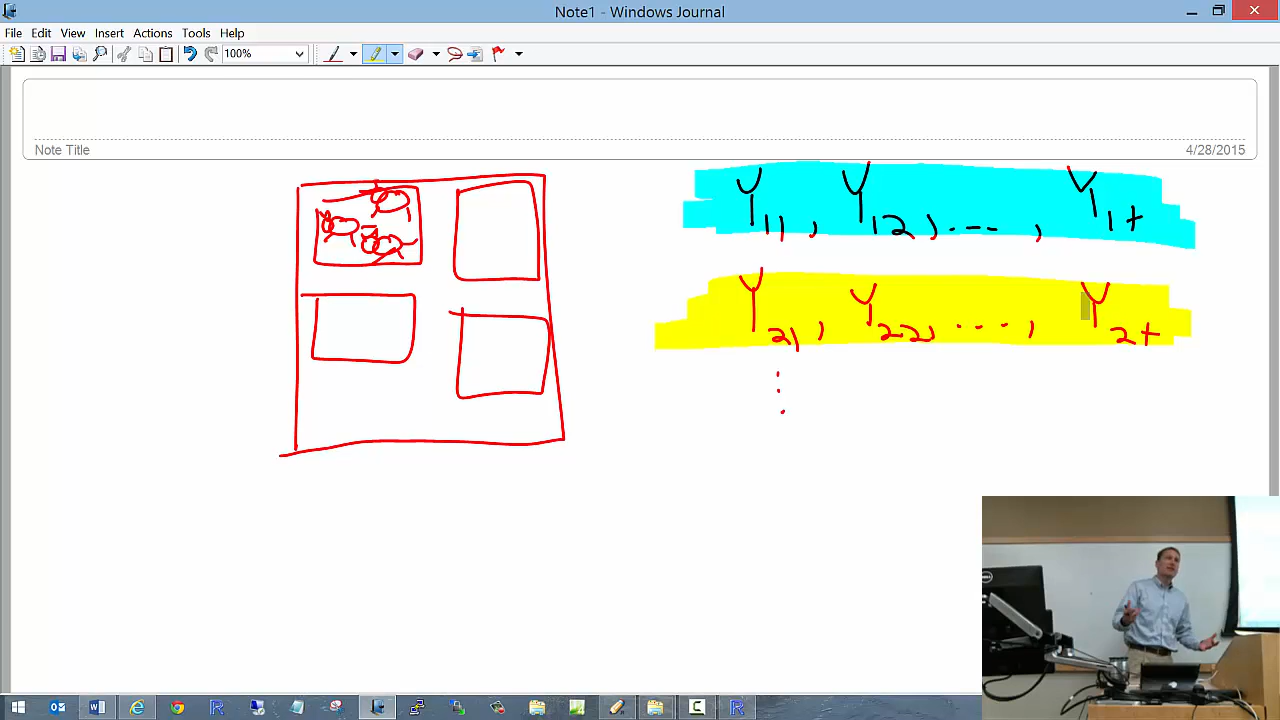 Note1 - Windows Journal
File Edit View Insert Actions Tools Help
100%
Note Title 4/28/2015
Y11, Y12, ..., Y1t
Y21, Y22, ..., Y2t
⋮